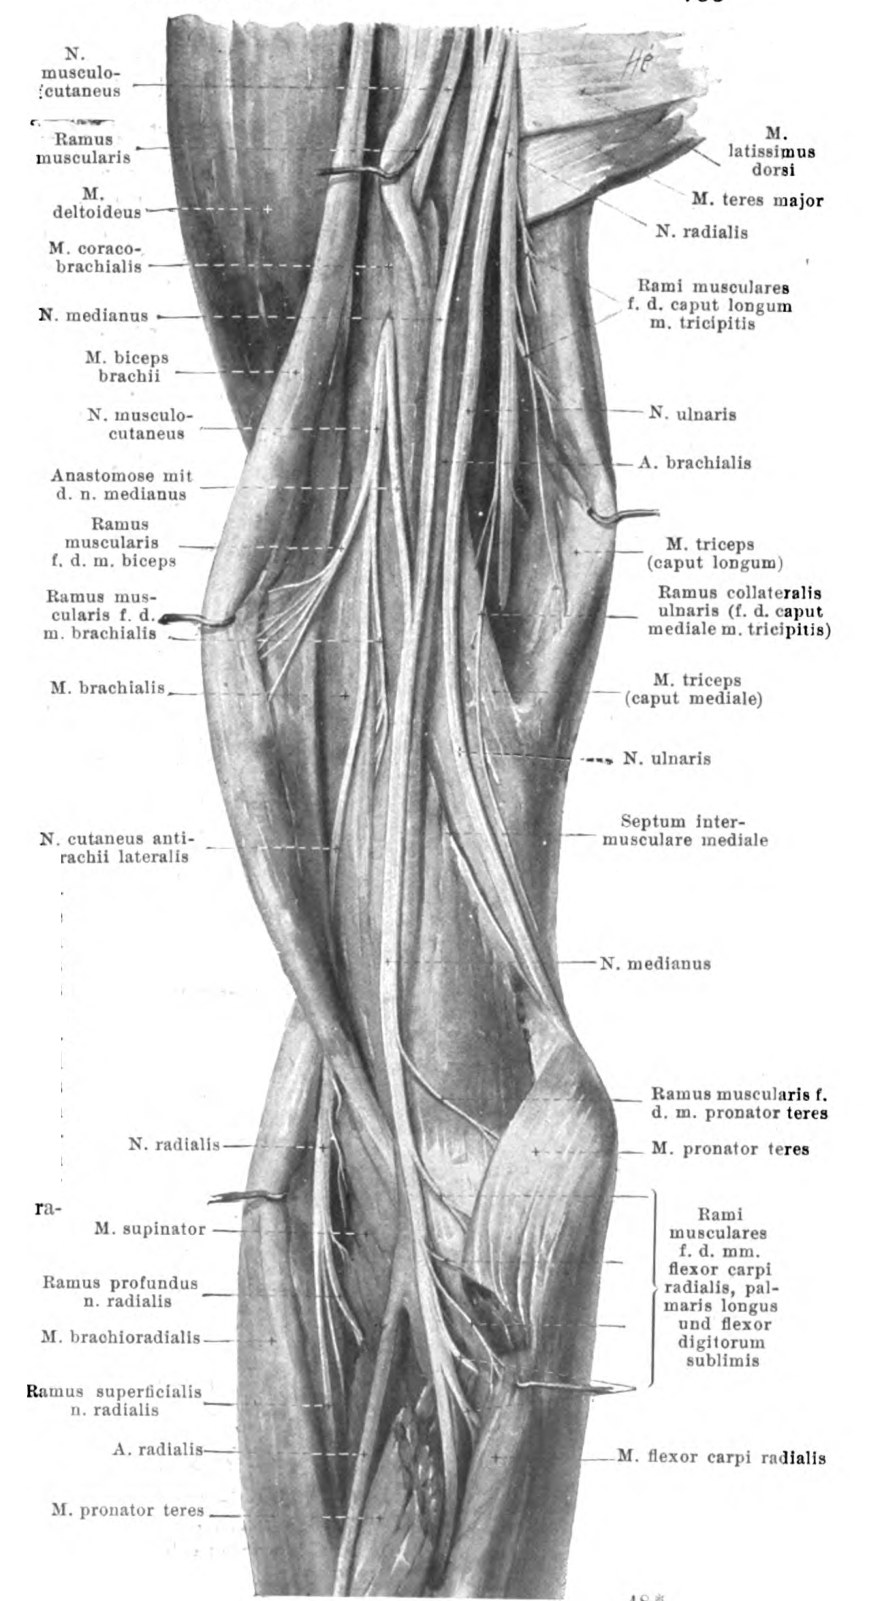 N.
musculo-
cutaneus
Ramus
muscularis
M.
deltoideus
M. coraco-
brachialis
N. medianus
M. biceps
brachii
N. musculo-
cutaneus
Anastomose mit
d. n. medianus
Ramus
muscularis
f. d. m. biceps
Ramus mus-
cularis f. d.
m. brachialis
M. brachialis
N. cutaneus anti-
rachii lateralis
N. radialis
ra-
M. supinator
Ramus profundus
n. radialis
M. brachioradialis
Ramus superficialis
n. radialis
A. radialis
M. pronator teres
Hé
M.
latissimus
dorsi
M. teres major
N. radialis
Rami musculares
f. d. caput longum
m. tricipitis
N. ulnaris
A. brachialis
M. triceps
(caput longum)
Ramus collateralis
ulnaris (f. d. caput
mediale m. tricipitis)
M. triceps
(caput mediale)
N. ulnaris
Septum inter-
musculare mediale
N. medianus
Ramus muscularis f.
d. m. pronator teres
M. pronator teres
Rami
musculares
f. d. mm.
flexor carpi
radialis, pal-
maris longus
und flexor
digitorum
sublimis
M. flexor carpi radialis